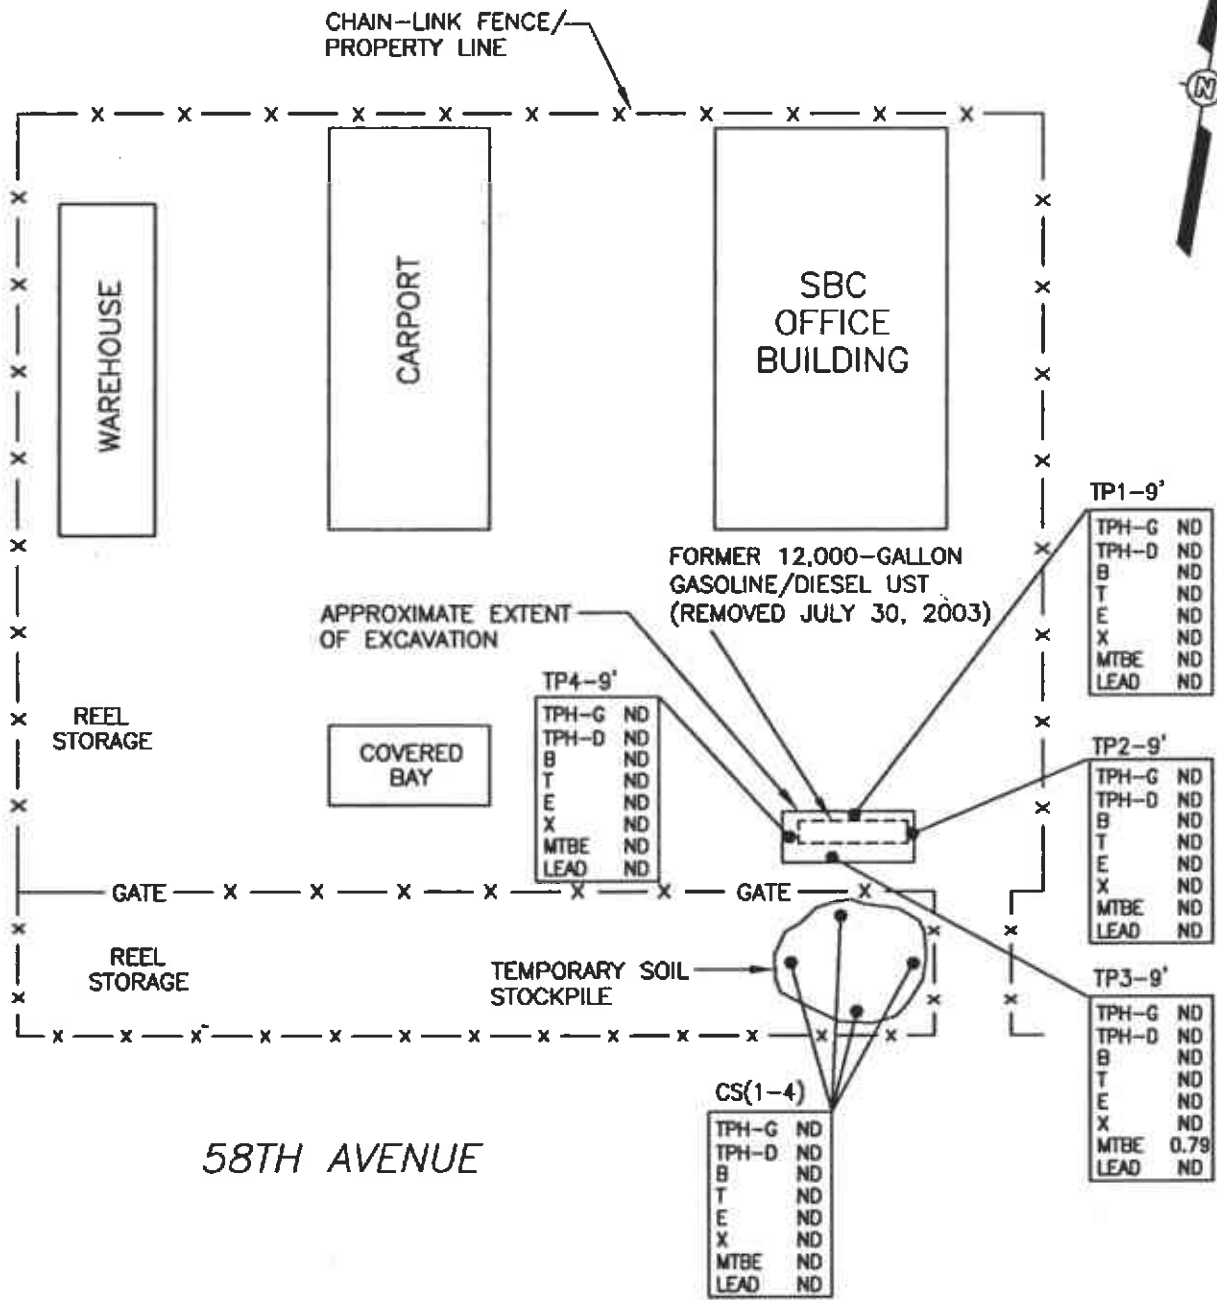 CHAIN-LINK FENCE/
PROPERTY LINE
N
WAREHOUSE
CARPORT
SBC
OFFICE
BUILDING
FORMER 12,000-GALLON
GASOLINE/DIESEL UST
(REMOVED JULY 30, 2003)
APPROXIMATE EXTENT
OF EXCAVATION
TP1-9'
TPH-G ND
TPH-D ND
B ND
T ND
E ND
X ND
MTBE ND
LEAD ND
TP4-9'
TPH-G ND
TPH-D ND
B ND
T ND
E ND
X ND
MTBE ND
LEAD ND
REEL
STORAGE
COVERED
BAY
TP2-9'
TPH-G ND
TPH-D ND
B ND
T ND
E ND
X ND
MTBE ND
LEAD ND
GATE
GATE
REEL
STORAGE
TEMPORARY SOIL
STOCKPILE
TP3-9'
TPH-G ND
TPH-D ND
B ND
T ND
E ND
X ND
MTBE 0.79
LEAD ND
CS(1-4)
TPH-G ND
TPH-D ND
B ND
T ND
E ND
X ND
MTBE ND
LEAD ND
58TH AVENUE